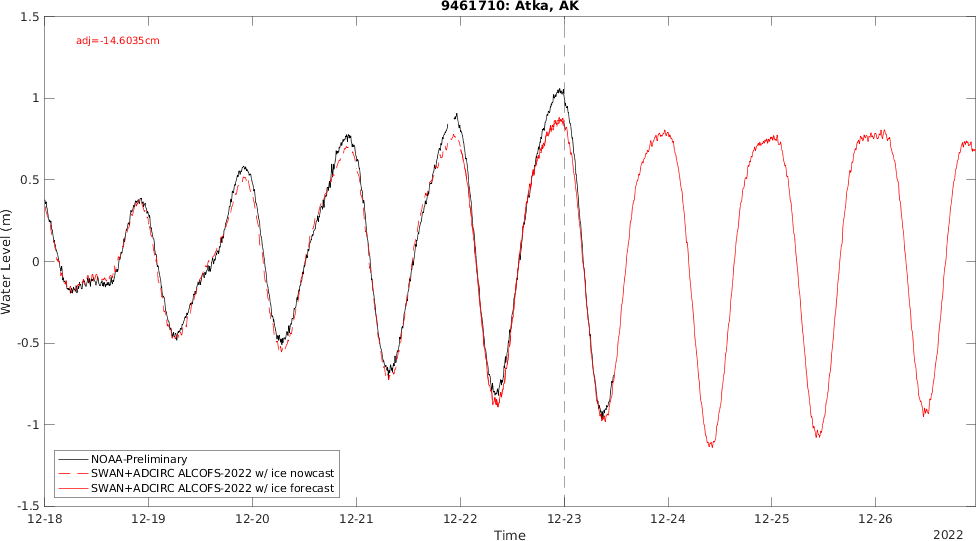 9461710: Atka, AK
adj=-14.6035cm
1.5
1
0.5
0
-0.5
-1
-1.5
Water Level (m)
NOAA-Preliminary
SWAN+ADCIRC ALCOFS-2022 w/ ice nowcast
SWAN+ADCIRC ALCOFS-2022 w/ ice forecast
12-18 12-19 12-20 12-21 12-22 12-23 12-24 12-25 12-26
Time
2022